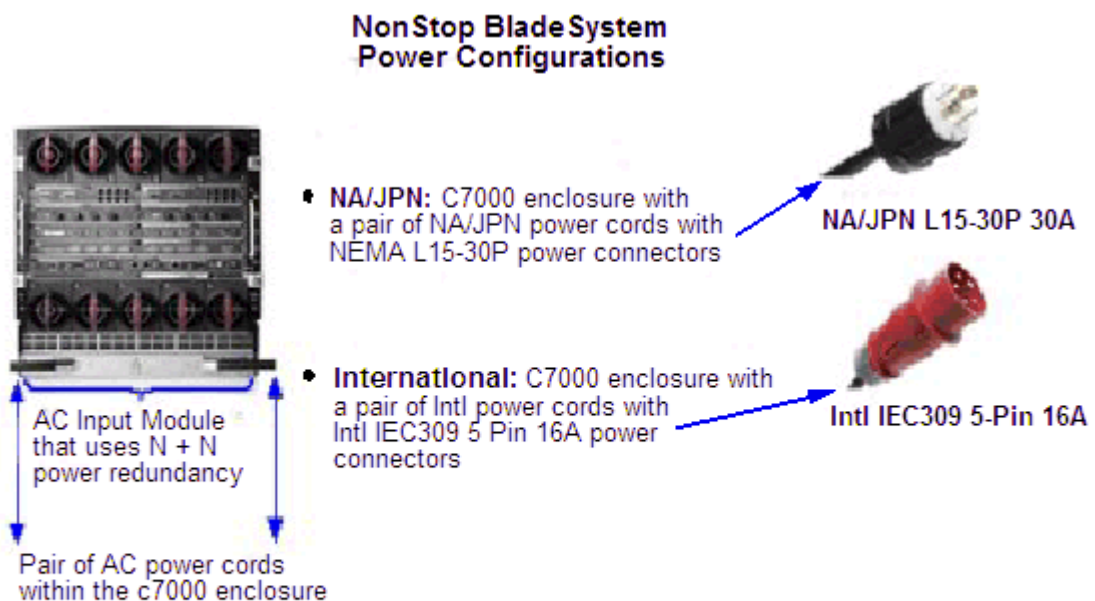 NonStop BladeSystem
Power Configurations
• NA/JPN: C7000 enclosure with
a pair of NA/JPN power cords with
NEMA L15-30P power connectors
NA/JPN L15-30P 30A
• International: C7000 enclosure with
a pair of Intl power cords with
Intl IEC309 5 Pin 16A power
connectors
Intl IEC309 5-Pin 16A
AC Input Module
that uses N + N
power redundancy
Pair of AC power cords
within the c7000 enclosure